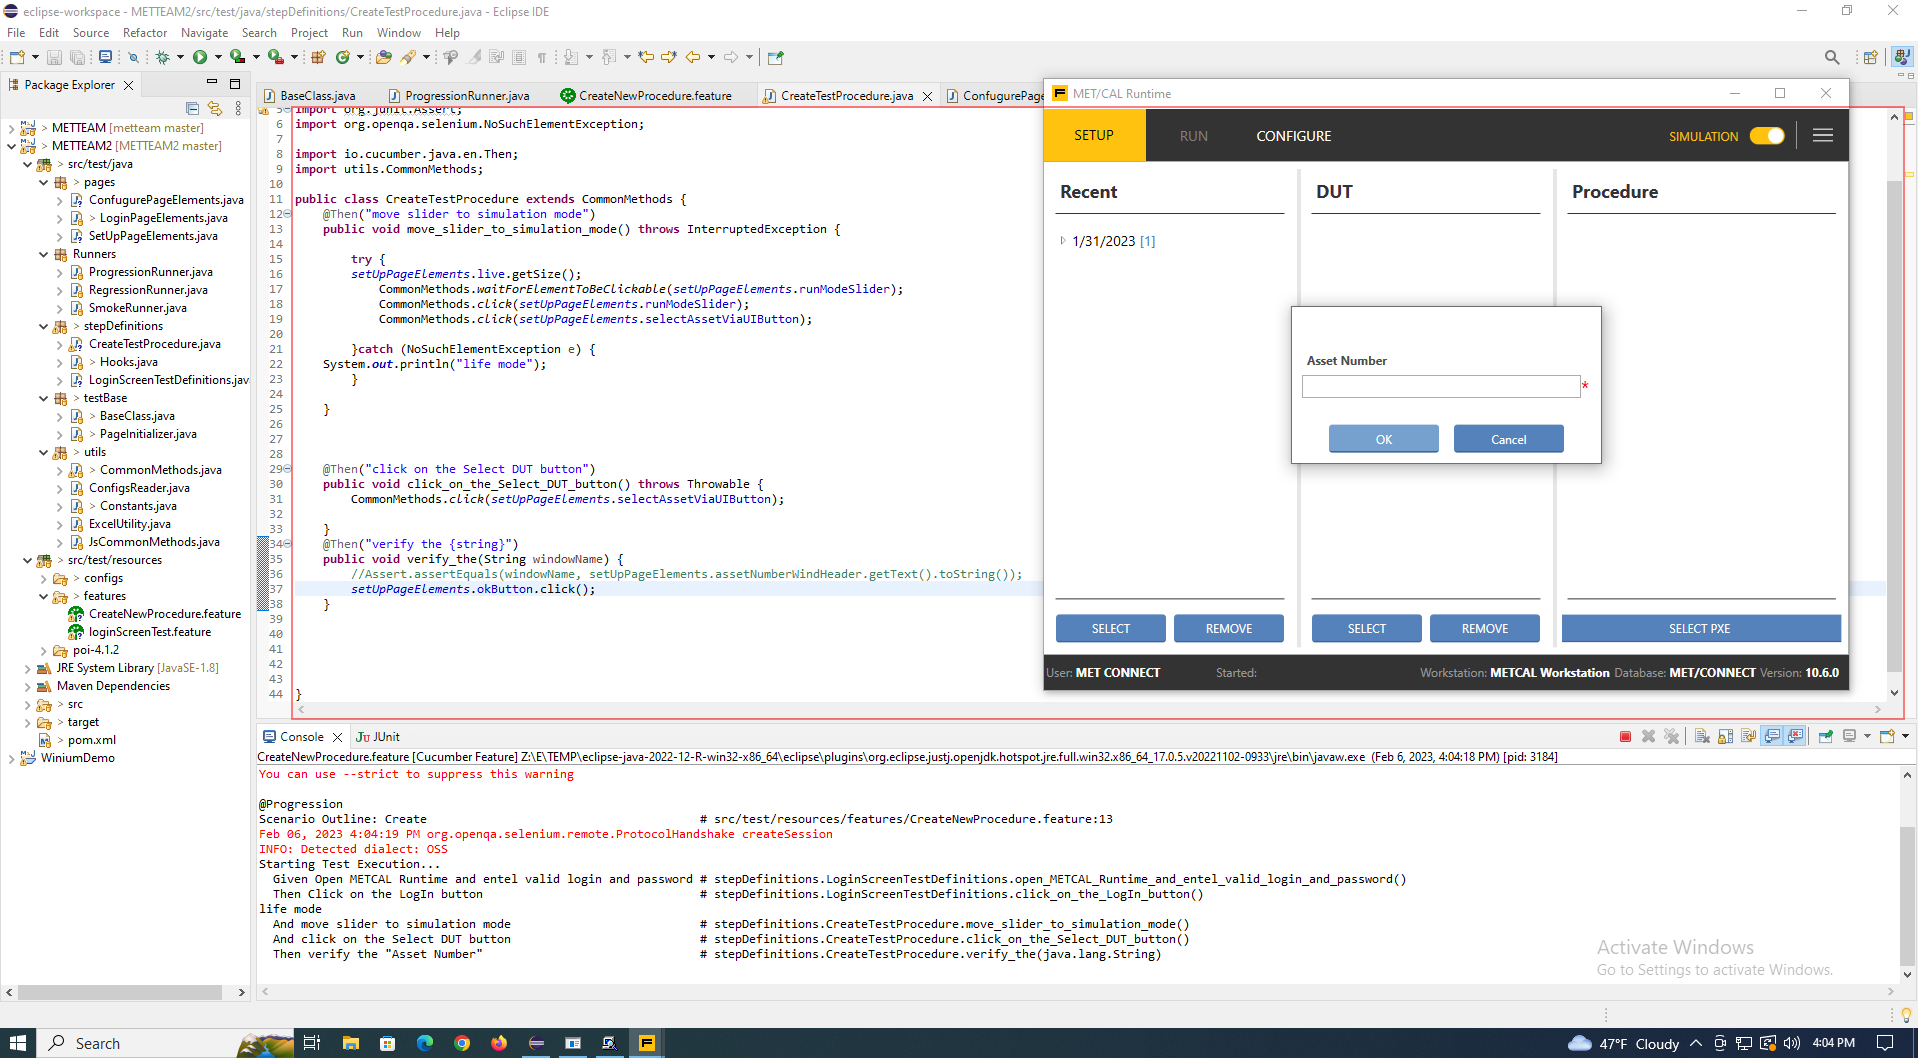 eclipse-workspace - METTEAM2/src/test/java/stepDefinitions/CreateTestProcedure.java - Eclipse IDE
File Edit Source Refactor Navigate Search Project Run Window Help
Package Explorer
METTEAM [metteam master]
> METTEAM2 [METTEAM2 master]
> src/test/java
> pages
ConfugurePageElements.java
> LoginPageElements.java
SetUpPageElements.java
Runners
ProgressionRunner.java
RegressionRunner.java
SmokeRunner.java
> stepDefinitions
CreateTestProcedure.java
> Hooks.java
LoginScreenTestDefinitions.jav
> testBase
> BaseClass.java
> PageInitializer.java
> utils
> CommonMethods.java
ConfigsReader.java
> Constants.java
ExcelUtility.java
JsCommonMethods.java
> src/test/resources
> configs
> features
CreateNewProcedure.feature
loginScreenTest.feature
> poi-4.1.2
JRE System Library [JavaSE-1.8]
Maven Dependencies
> src
> target
> pom.xml
WiniumDemo
BaseClass.java ProgressionRunner.java CreateNewProcedure.feature CreateTestProcedure.java ConfugurePage
5 import org.junit.Assert;
6 import org.openqa.selenium.NoSuchElementException;
7
8 import io.cucumber.java.en.Then;
9 import utils.CommonMethods;
10
11 public class CreateTestProcedure extends CommonMethods {
12 @Then("move slider to simulation mode")
13 public void move_slider_to_simulation_mode() throws InterruptedException {
14
15 try {
16 setUpPageElements.live.getSize();
17 CommonMethods.waitForElementToBeClickable(setUpPageElements.runModeSlider);
18 CommonMethods.click(setUpPageElements.runModeSlider);
19 CommonMethods.click(setUpPageElements.selectAssetViaUIButton);
20
21 }catch (NoSuchElementException e) {
22 System.out.println("life mode");
23 }
24
25 }
26
27
28
29 @Then("click on the Select DUT button")
30 public void click_on_the_Select_DUT_button() throws Throwable {
31 CommonMethods.click(setUpPageElements.selectAssetViaUIButton);
32
33 }
34 @Then("verify the {string}")
35 public void verify_the(String windowName) {
36 //Assert.assertEquals(windowName, setUpPageElements.assetNumberWindHeader.getText().toString());
37 setUpPageElements.okButton.click();
38 }
39
40
41
42
43
44 }
MET/CAL Runtime
SETUP RUN CONFIGURE SIMULATION
Recent DUT Procedure
1/31/2023 [1]
Asset Number
*
OK Cancel
SELECT REMOVE SELECT REMOVE SELECT PXE
User: MET CONNECT Started: Workstation: METCAL Workstation Database: MET/CONNECT Version: 10.6.0
Console JUnit
CreateNewProcedure.feature [Cucumber Feature] Z:\E\TEMP\eclipse-java-2022-12-R-win32-x86_64\eclipse\plugins\org.eclipse.justj.openjdk.hotspot.jre.full.win32.x86_64_17.0.5.v20221102-0933\jre\bin\javaw.exe (Feb 6, 2023, 4:04:18 PM) [pid: 3184]
You can use --strict to suppress this warning
@Progression
Scenario Outline: Create # src/test/resources/features/CreateNewProcedure.feature:13
Feb 06, 2023 4:04:19 PM org.openqa.selenium.remote.ProtocolHandshake createSession
INFO: Detected dialect: OSS
Starting Test Execution...
Given Open METCAL Runtime and entel valid login and password # stepDefinitions.LoginScreenTestDefinitions.open_METCAL_Runtime_and_entel_valid_login_and_password()
Then Click on the LogIn button # stepDefinitions.LoginScreenTestDefinitions.click_on_the_LogIn_button()
life mode
And move slider to simulation mode # stepDefinitions.CreateTestProcedure.move_slider_to_simulation_mode()
And click on the Select DUT button # stepDefinitions.CreateTestProcedure.click_on_the_Select_DUT_button()
Then verify the "Asset Number" # stepDefinitions.CreateTestProcedure.verify_the(java.lang.String)
Activate Windows
Go to Settings to activate Windows.
Search
47°F Cloudy
4:04 PM